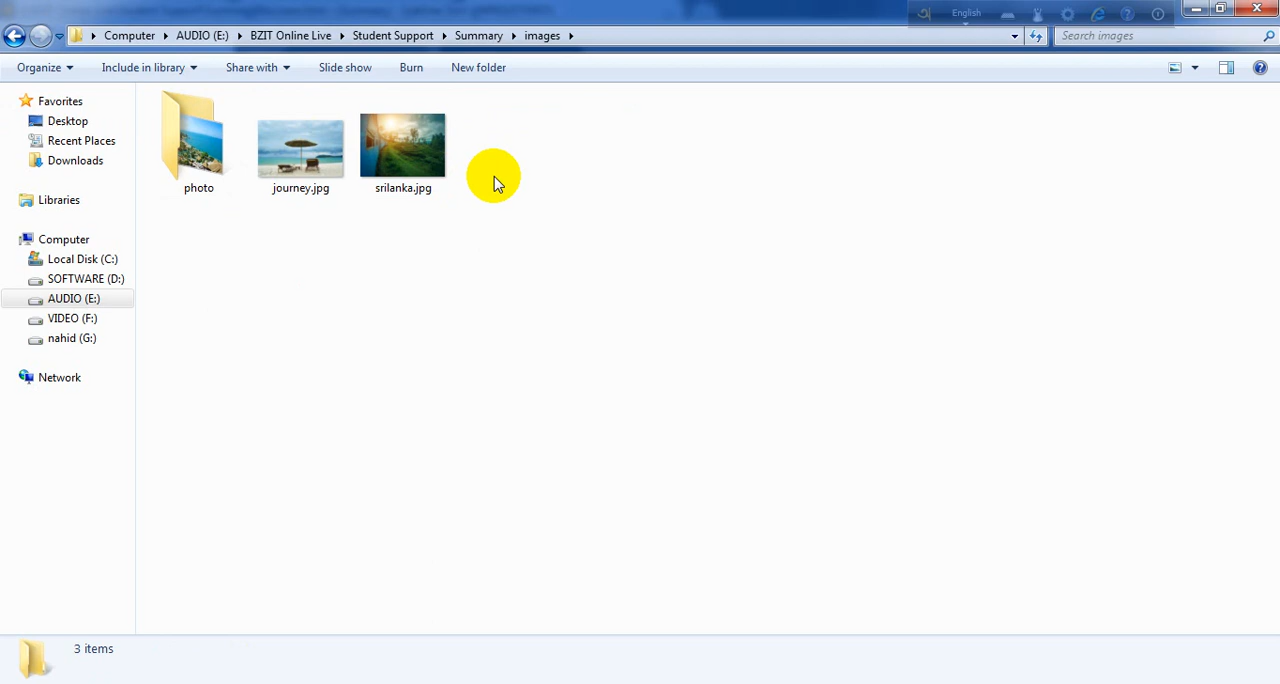 English
Computer AUDIO (E:) BZIT Online Live Student Support Summary images
Search images
Organize Include in library Share with Slide show Burn New folder
Favorites
Desktop
Recent Places
Downloads
Libraries
Computer
Local Disk (C:)
SOFTWARE (D:)
AUDIO (E:)
VIDEO (F:)
nahid (G:)
Network
photo
journey.jpg
srilanka.jpg
3 items